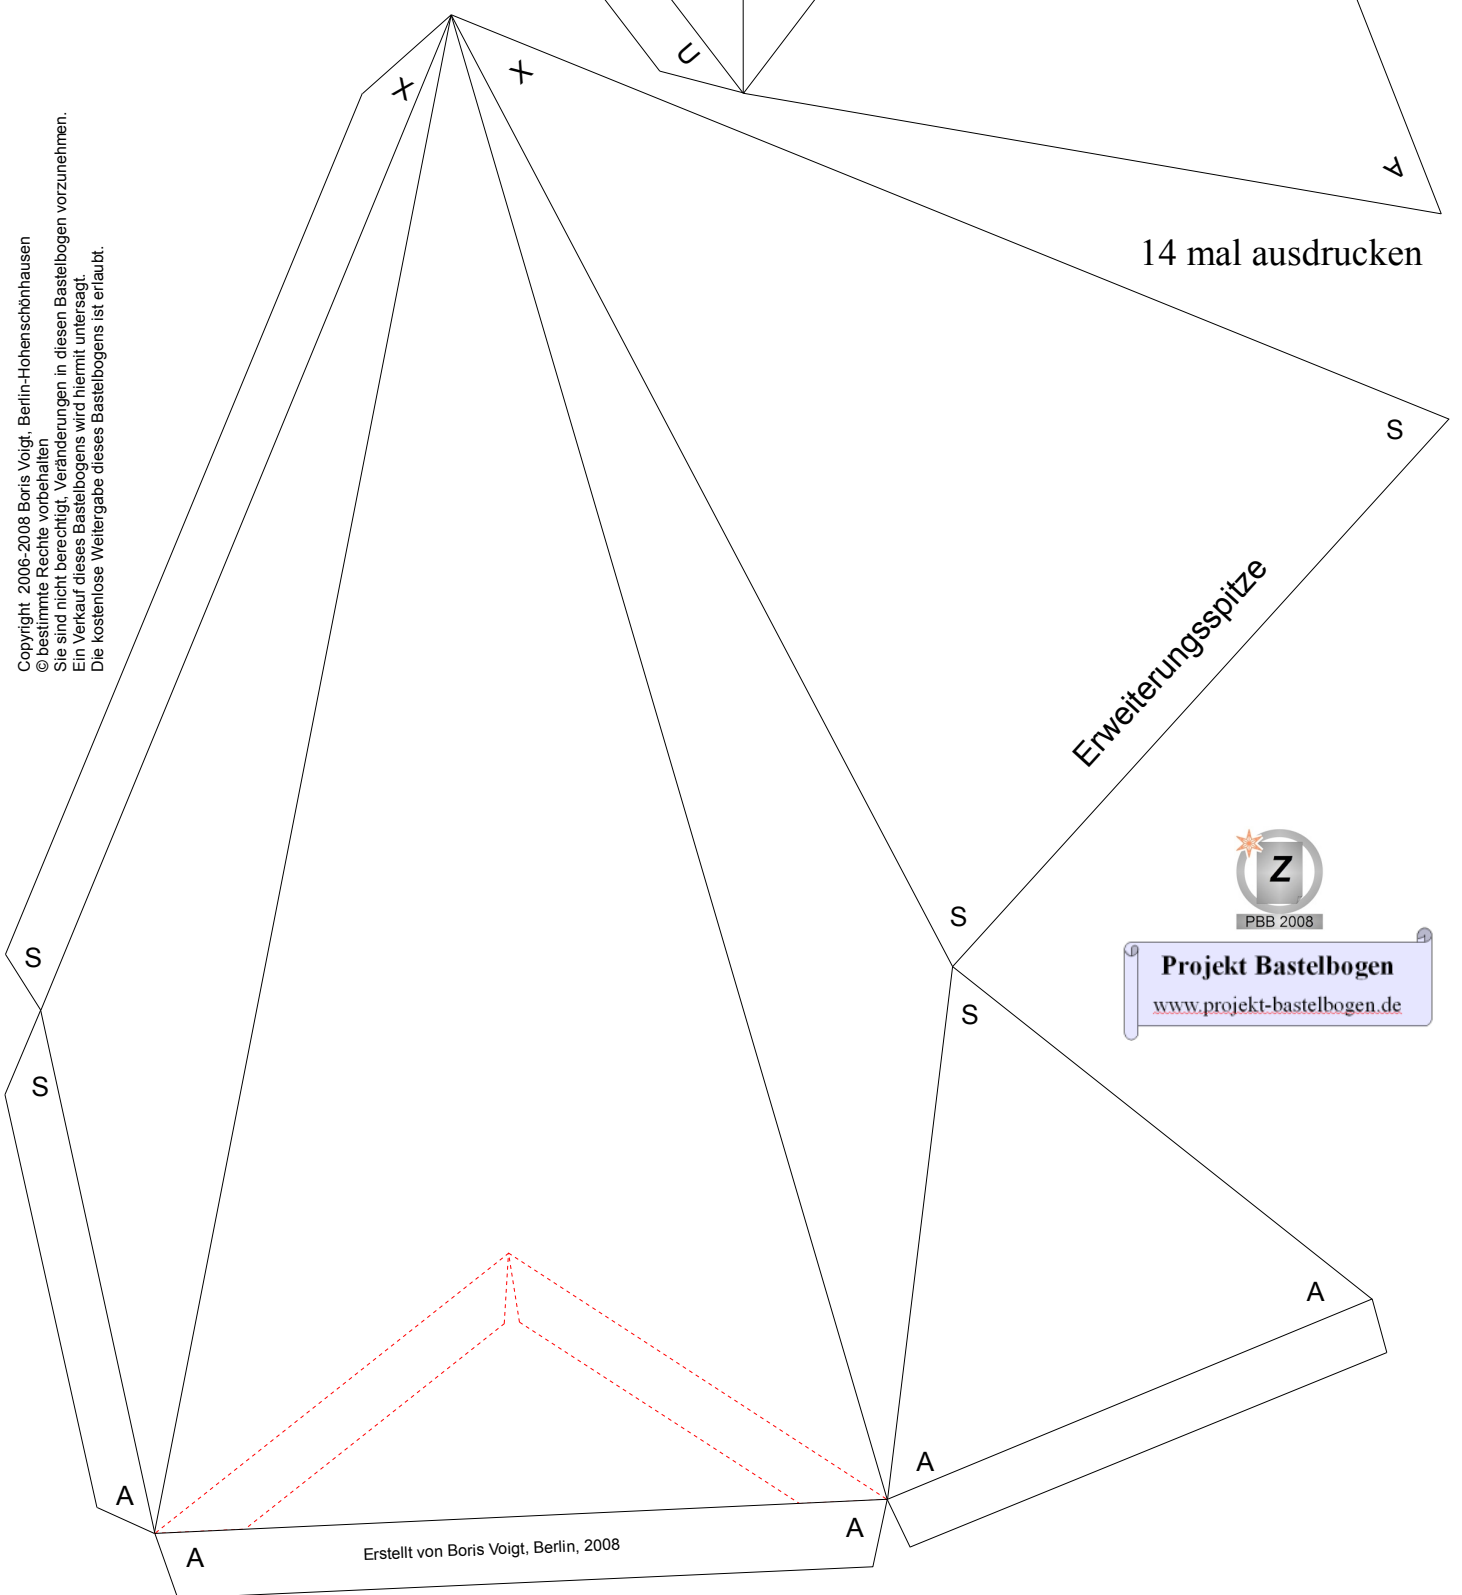 U
X
X
A
14 mal ausdrucken
Copyright 2006-2008 Boris Voigt, Berlin-Hohenschönhausen
© bestimmte Rechte vorbehalten
Sie sind nicht berechtigt, Veränderungen in diesen Bastelbogen vorzunehmen.
Ein Verkauf dieses Bastelbogens wird hiermit untersagt.
Die kostenlose Weitergabe dieses Bastelbogens ist erlaubt.
S
Erweiterungsspitze
Z
PBB 2008
S
S
Projekt Bastelbogen
www.projekt-bastelbogen.de
S
S
A
A
A
A
A
Erstellt von Boris Voigt, Berlin, 2008